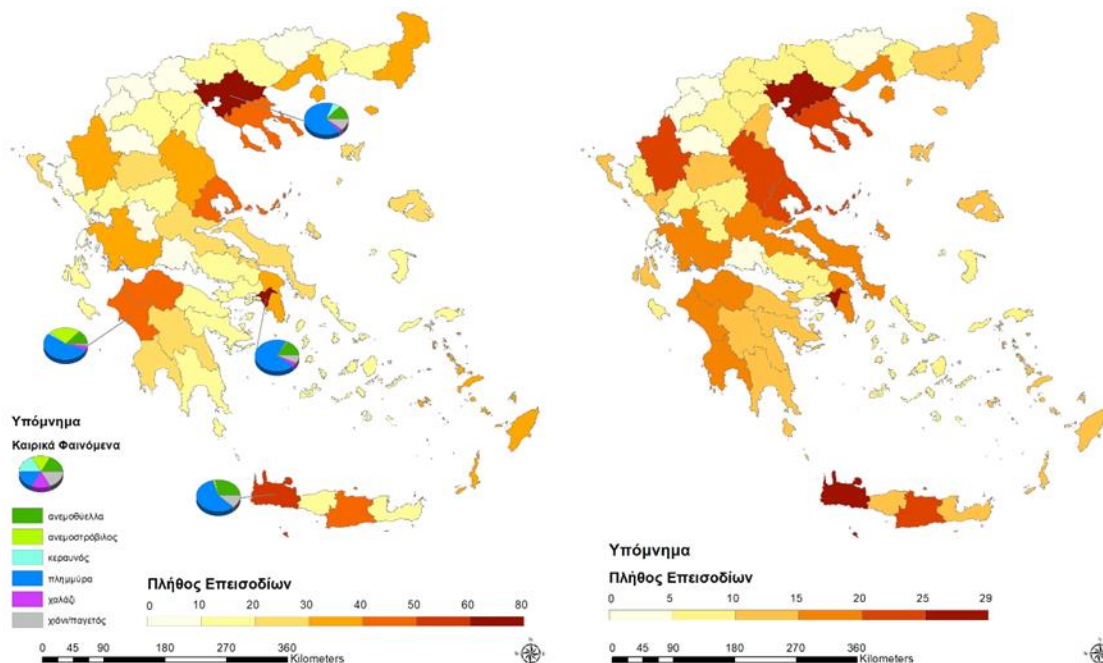 Υπόμνημα
Καιρικά Φαινόμενα
ανεμοθύελλα
ανεμοστρόβιλος
κεραυνός
πλημμύρα
χαλάζι
χιόνι/παγετός
Πλήθος Επεισοδίων
0 10 20 30 40 50 60 80
0 45 90 180 270 360
Kilometers
Υπόμνημα
Πλήθος Επεισοδίων
0 5 10 15 20 25 29
0 45 90 180 270 360
Kilometers